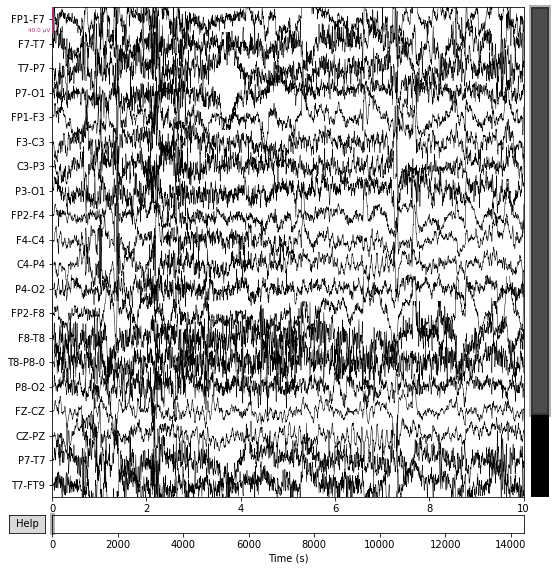 FP1-F7
40.0 µV
F7-T7
T7-P7
P7-O1
FP1-F3
F3-C3
C3-P3
P3-O1
FP2-F4
F4-C4
C4-P4
P4-O2
FP2-F8
F8-T8
T8-P8-0
P8-O2
FZ-CZ
CZ-PZ
P7-T7
T7-FT9
0 2 4 6 8 10
Help
0 2000 4000 6000 8000 10000 12000 14000
Time (s)